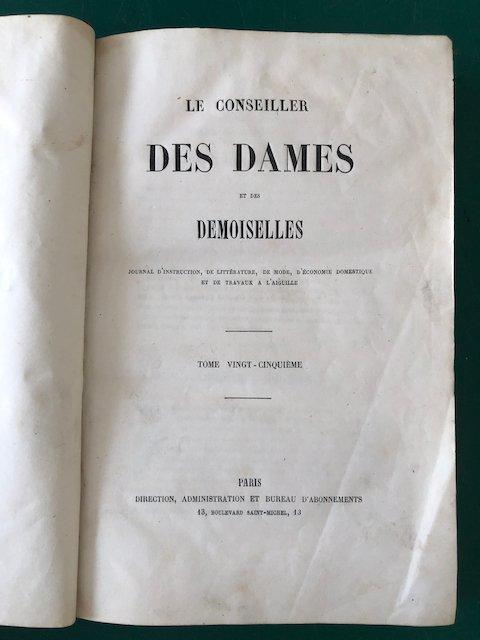 LE CONSEILLER
DES DAMES
ET DES
DEMOISELLES
JOURNAL D'INSTRUCTION, DE LITTÉRATURE, DE MODE, D'ÉCONOMIE DOMESTIQUE
ET DE TRAVAUX A L'AIGUILLE
TOME VINGT-CINQUIÈME
PARIS
DIRECTION, ADMINISTRATION ET BUREAU D'ABONNEMENTS
13, BOULEVARD SAINT-MICHEL, 13